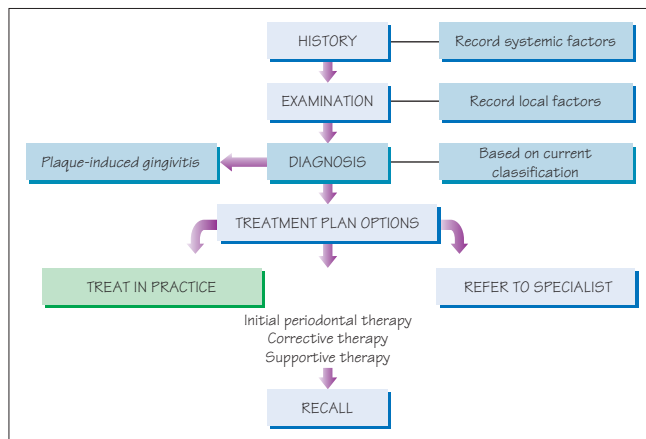 HISTORY
Record systemic factors
EXAMINATION
Record local factors
Plaque-induced gingivitis
DIAGNOSIS
Based on current
classification
TREATMENT PLAN OPTIONS
TREAT IN PRACTICE
REFER TO SPECIALIST
Initial periodontal therapy
Corrective therapy
Supportive therapy
RECALL